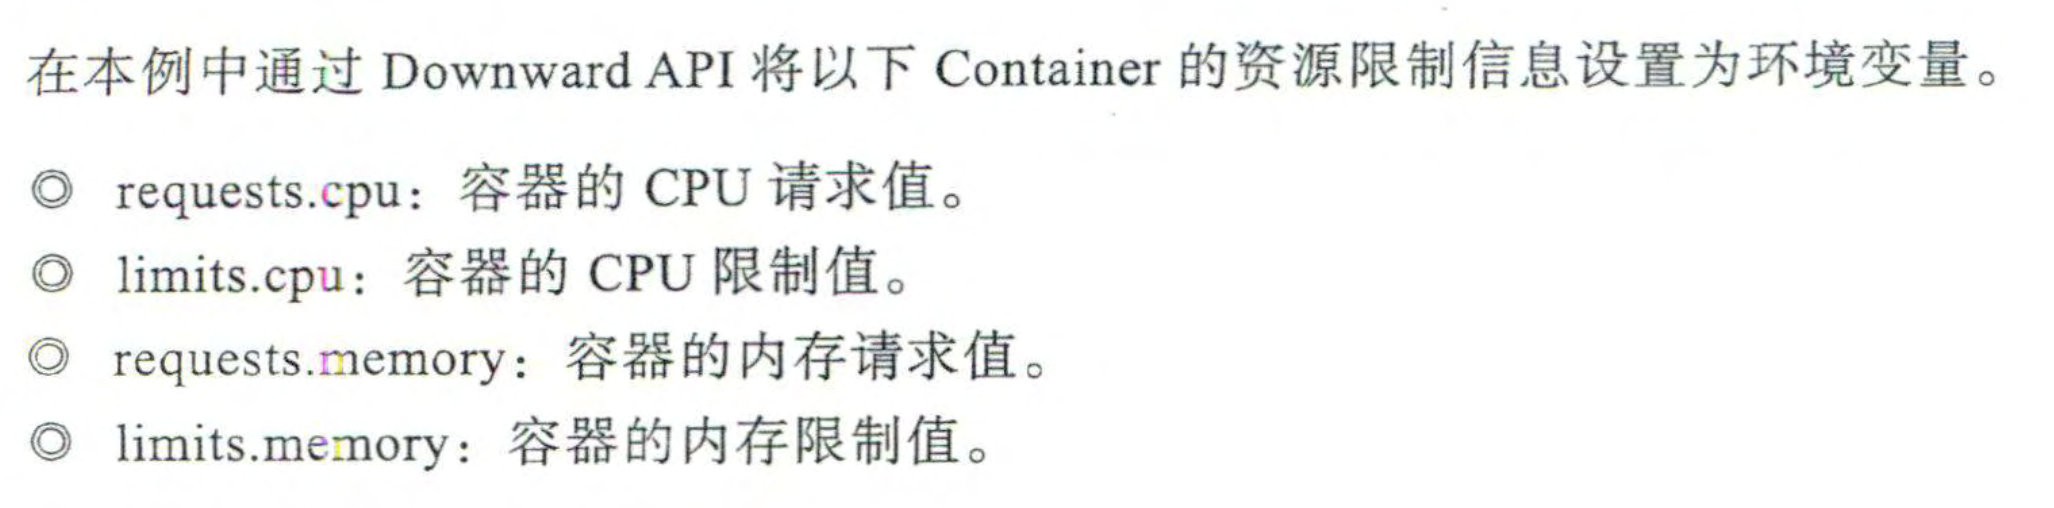 在本例中通过 Downward API 将以下 Container 的资源限制信息设置为环境变量。
◎ requests.cpu：容器的 CPU 请求值。
◎ limits.cpu：容器的 CPU 限制值。
◎ requests.memory：容器的内存请求值。
◎ limits.memory：容器的内存限制值。